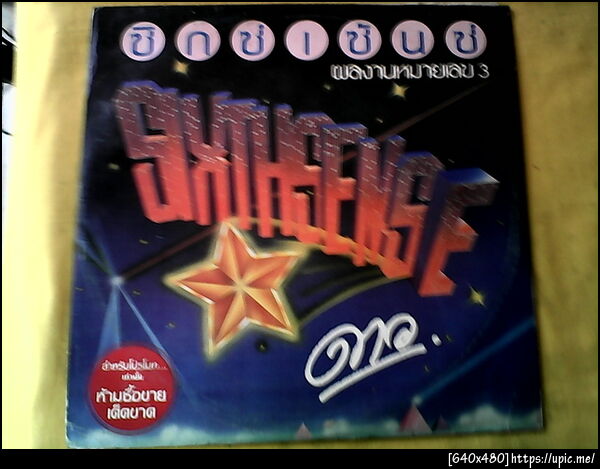 ซิกซ์เซ้นซ์
ผลงานหมายเลข 3
SIXTHSENSE
ดาว.
สำหรับโปรโมท...
เท่านั้น
ห้ามซื้อขาย
เด็ดขาด
[640x480]https://upic.me/